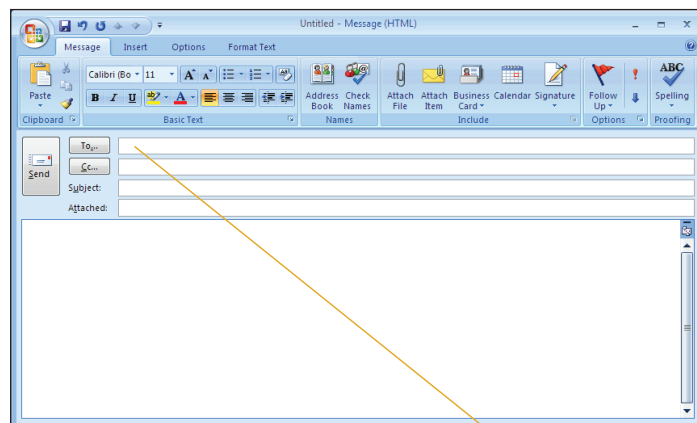 Untitled - Message (HTML)
Message Insert Options Format Text
Calibri (Bo 11
ABC
Paste
B I U ab A
Address Book
Check Names
Attach File
Attach Item
Business Card
Calendar
Signature
Follow Up
Spelling
Clipboard Basic Text Names Include Options Proofing
To...
Send
Cc...
Subject:
Attached: